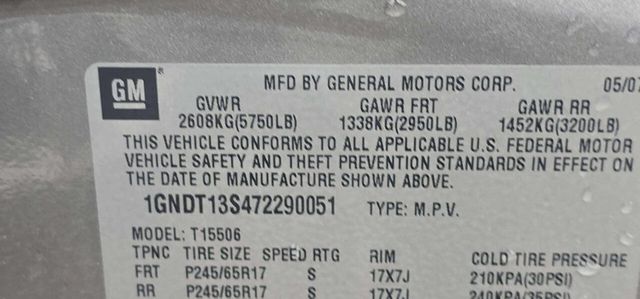 GM
MFD BY GENERAL MOTORS CORP. 05/07
GVWR GAWR FRT GAWR RR
2608KG(5750LB) 1338KG(2950LB) 1452KG(3200LB)
THIS VEHICLE CONFORMS TO ALL APPLICABLE U.S. FEDERAL MOTOR
VEHICLE SAFETY AND THEFT PREVENTION STANDARDS IN EFFECT ON
THE DATE OF MANUFACTURE SHOWN ABOVE.
1GNDT13S472290051 TYPE: M.P.V.
MODEL: T15506
TPNC TIRE SIZE SPEED RTG RIM COLD TIRE PRESSURE
FRT P245/65R17 S 17X7J 210KPA(30PSI)
RR P245/65R17 S 17X7J 240KPA(35PSI)